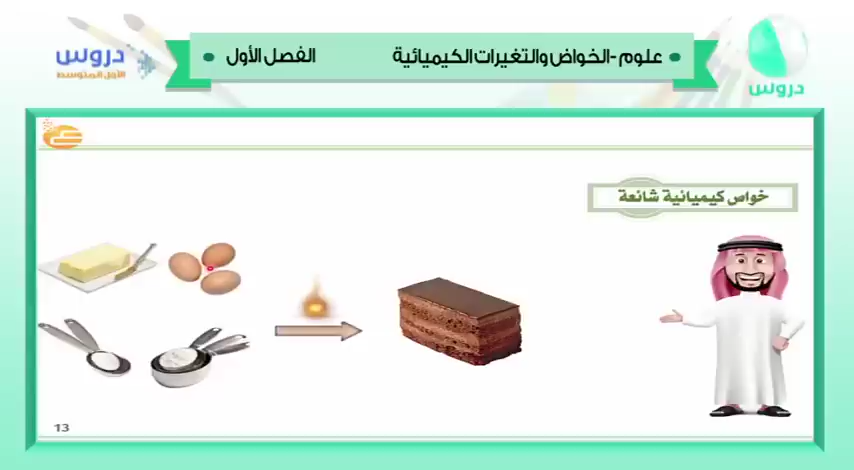 علوم - الخواص والتغيرات الكيميائية
الفصل الأول
دروس
الأول المتوسط
دروس
خواص كيميائية شائعة
13